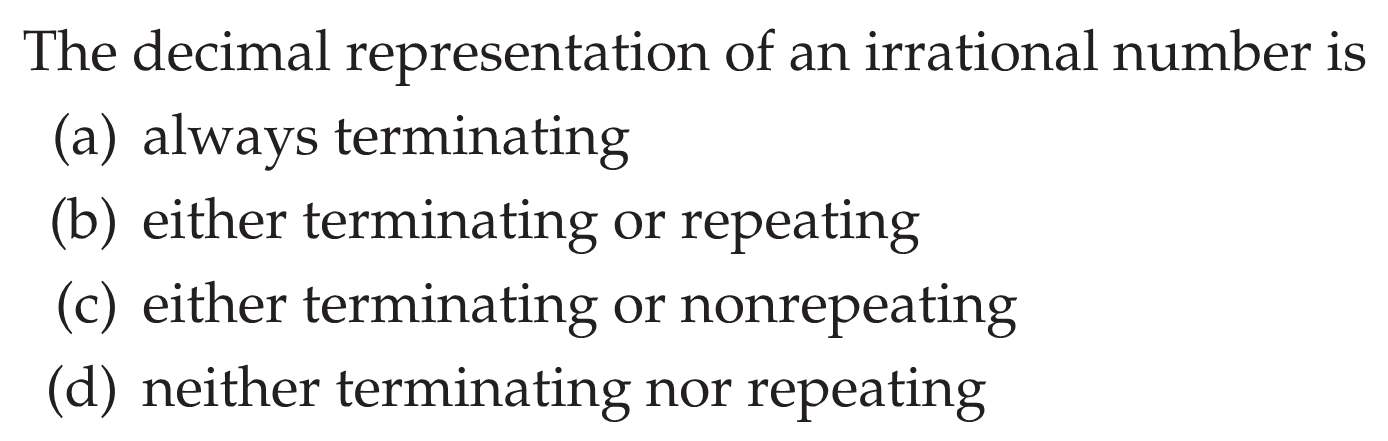 The decimal representation of an irrational number is
(a) always terminating
(b) either terminating or repeating
(c) either terminating or nonrepeating
(d) neither terminating nor repeating